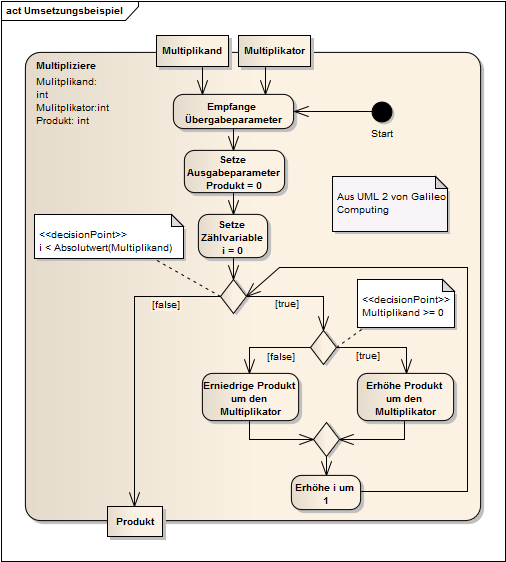 act Umsetzungsbeispiel
Multiplikand
Multiplikator
Multipliziere
Mulitplikand:
int
Mulitplikator:int
Produkt: int
Empfange
Übergabeparameter
Start
Setze
Ausgabeparameter
Produkt = 0
Aus UML 2 von Galileo
Computing
Setze
Zählvariable
i = 0
<<decisionPoint>>
i < Absolutwert(Multiplikand)
[false]
[true]
<<decisionPoint>>
Multiplikand >= 0
[false]
[true]
Erniedrige Produkt
um den
Multiplikator
Erhöhe Produkt
um den
Multiplikator
Erhöhe i um
1
Produkt